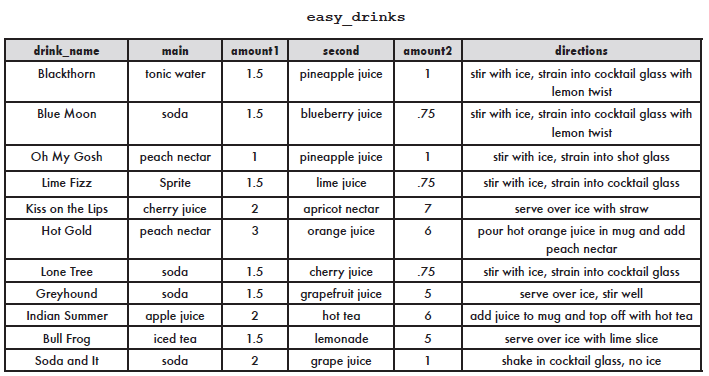 easy_drinks
drink_name main amount1 second amount2 directions
Blackthorn tonic water 1.5 pineapple juice 1 stir with ice, strain into cocktail glass with
lemon twist
Blue Moon soda 1.5 blueberry juice .75 stir with ice, strain into cocktail glass with
lemon twist
Oh My Gosh peach nectar 1 pineapple juice 1 stir with ice, strain into shot glass
Lime Fizz Sprite 1.5 lime juice .75 stir with ice, strain into cocktail glass
Kiss on the Lips cherry juice 2 apricot nectar 7 serve over ice with straw
Hot Gold peach nectar 3 orange juice 6 pour hot orange juice in mug and add
peach nectar
Lone Tree soda 1.5 cherry juice .75 stir with ice, strain into cocktail glass
Greyhound soda 1.5 grapefruit juice 5 serve over ice, stir well
Indian Summer apple juice 2 hot tea 6 add juice to mug and top off with hot tea
Bull Frog iced tea 1.5 lemonade 5 serve over ice with lime slice
Soda and It soda 2 grape juice 1 shake in cocktail glass, no ice